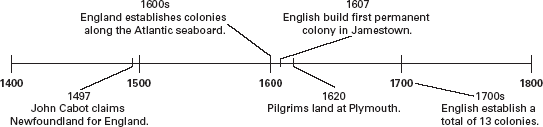 1600s
England establishes colonies
along the Atlantic seaboard.
1607
English build first permanent
colony in Jamestown.
1400
1500
1600
1700
1800
1497
John Cabot claims
Newfoundland for England.
1620
Pilgrims land at Plymouth.
1700s
English establish a
total of 13 colonies.